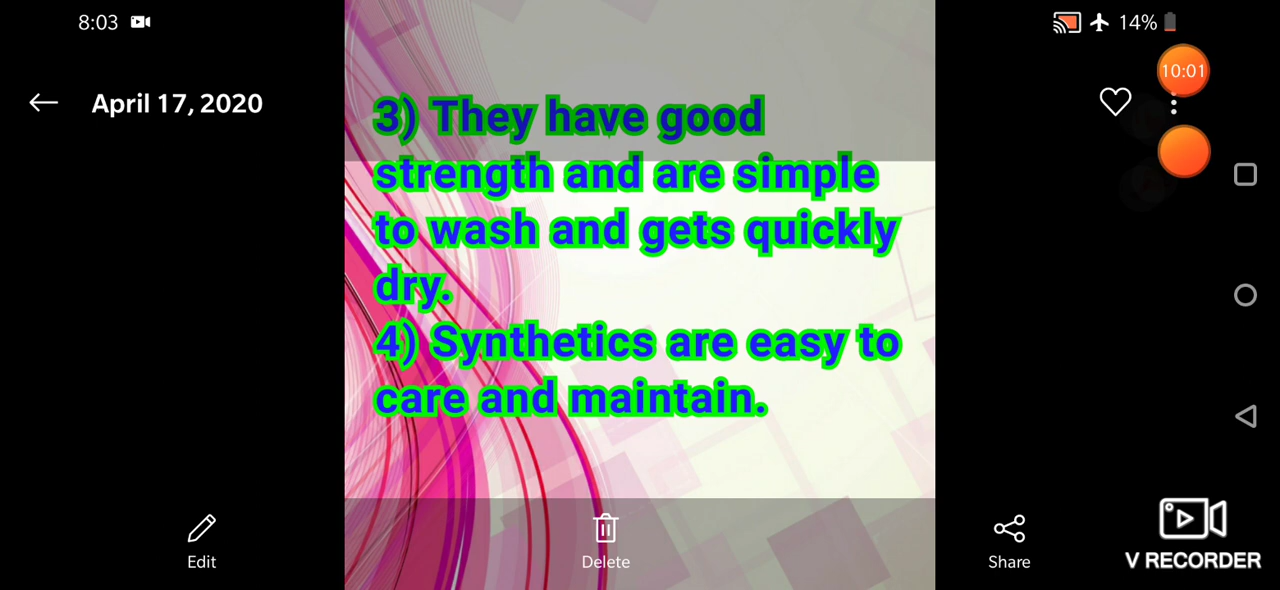 8:03
14%
10:01
April 17, 2020
3) They have good
strength and are simple
to wash and gets quickly
dry.
4) Synthetics are easy to
care and maintain.
Edit
Delete
Share
V RECORDER